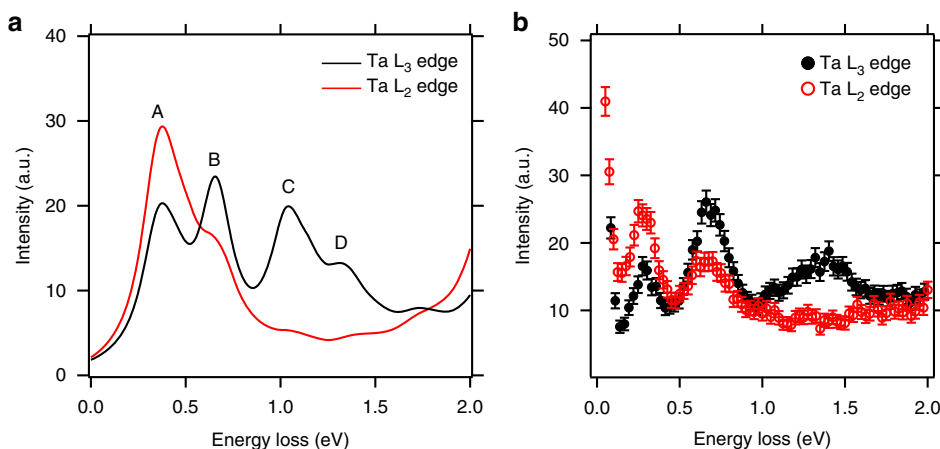 a
40
30
20
10
0
Intensity (a.u.)
Ta L3 edge
Ta L2 edge
A
B
C
D
0.0
0.5
1.0
1.5
2.0
Energy loss (eV)
b
50
40
30
20
10
Intensity (a.u.)
Ta L3 edge
Ta L2 edge
0.0
0.5
1.0
1.5
2.0
Energy loss (eV)